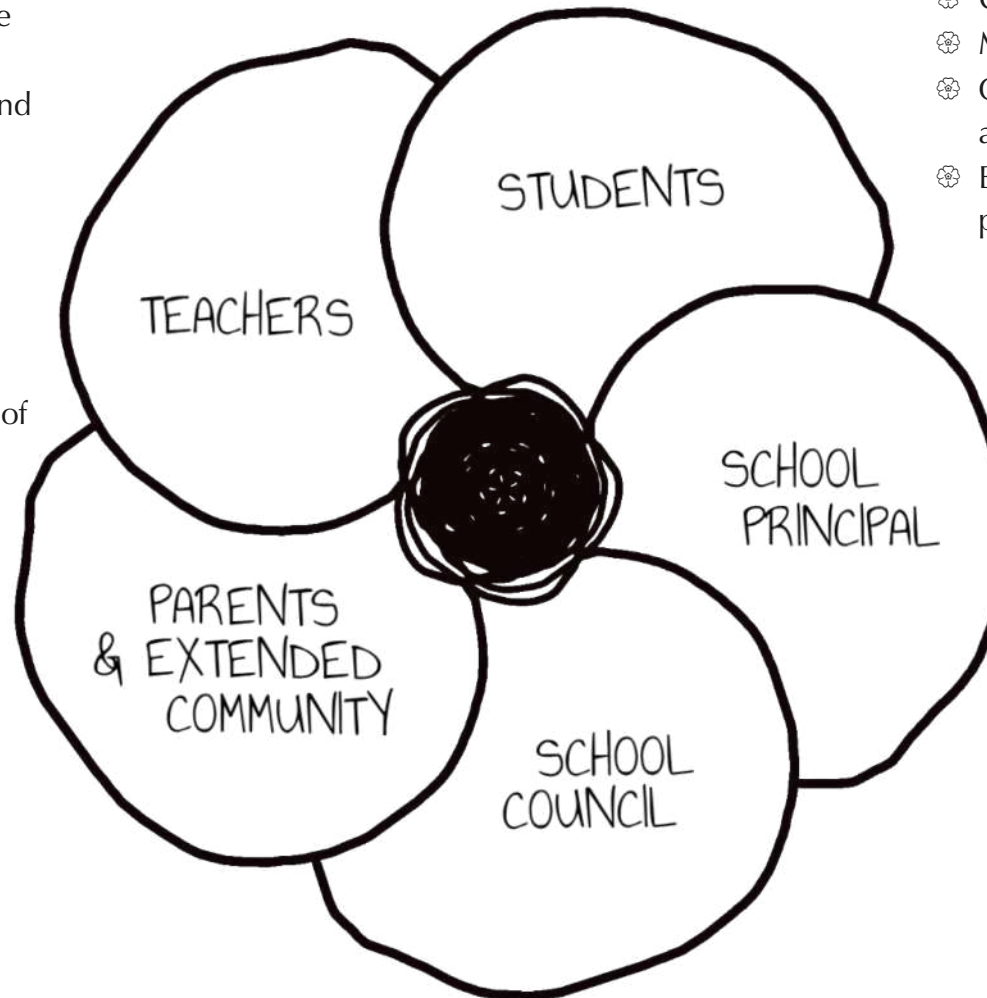 e
nd
of
STUDENTS
TEACHERS
SCHOOL
PRINCIPAL
PARENTS
& EXTENDED
COMMUNITY
SCHOOL
COUNCIL